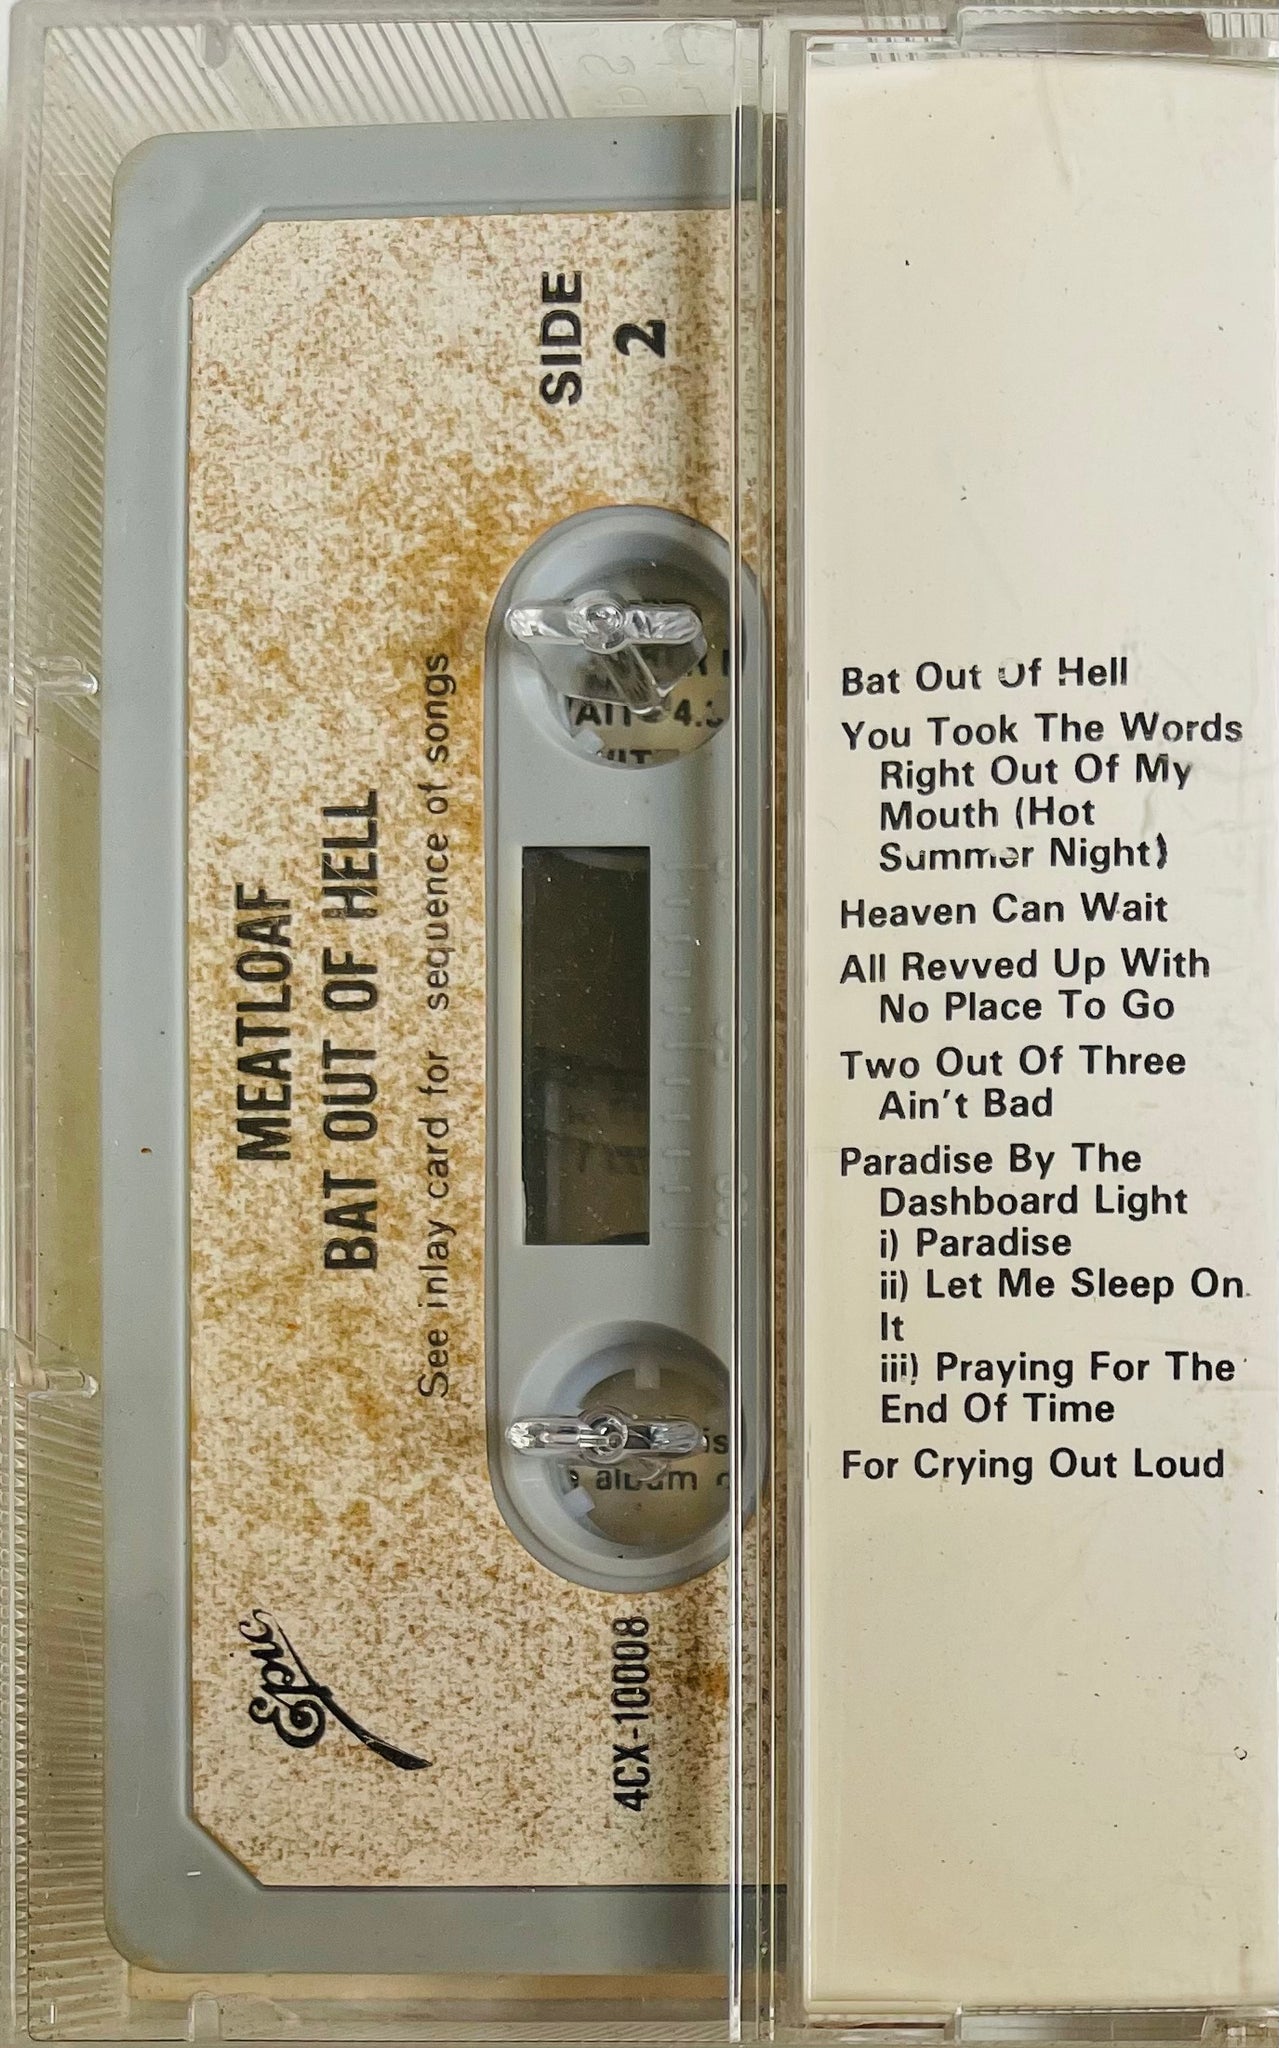 MEATLOAF
BAT OUT OF HELL
See inlay card for sequence of songs
SIDE
2
Epic
4CX-10008
album
Bat Out Of Hell
You Took The Words
Right Out Of My
Mouth (Hot
Summer Night)
Heaven Can Wait
All Revved Up With
No Place To Go
Two Out Of Three
Ain't Bad
Paradise By The
Dashboard Light
i) Paradise
ii) Let Me Sleep On
It
iii) Praying For The
End Of Time
For Crying Out Loud